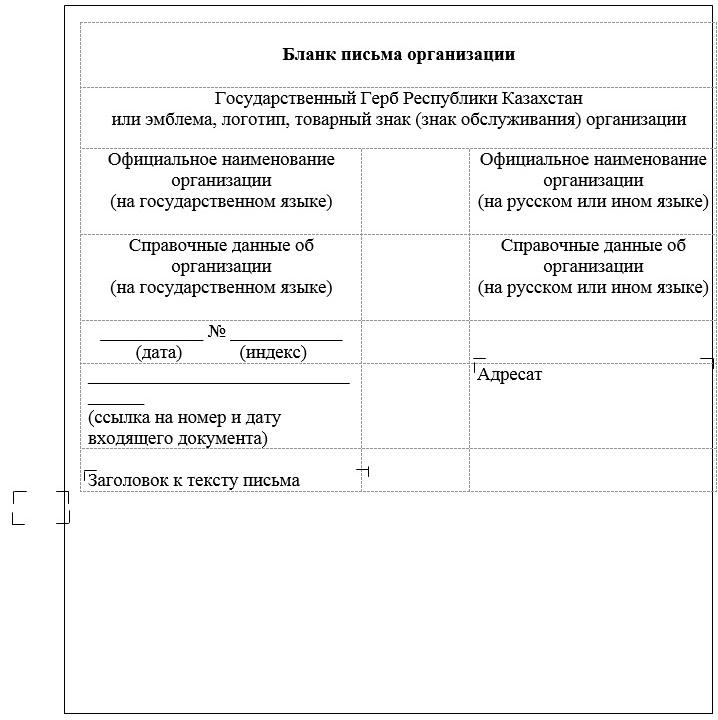 Бланк письма организации
Государственный Герб Республики Казахстан
или эмблема, логотип, товарный знак (знак обслуживания) организации
Официальное наименование
организации
(на государственном языке)
Официальное наименование
организации
(на русском или ином языке)
Справочные данные об
организации
(на государственном языке)
Справочные данные об
организации
(на русском или ином языке)
___________ № ____________
(дата) (индекс)
____________________________
______
(ссылка на номер и дату
входящего документа)
Адресат
Заголовок к тексту письма